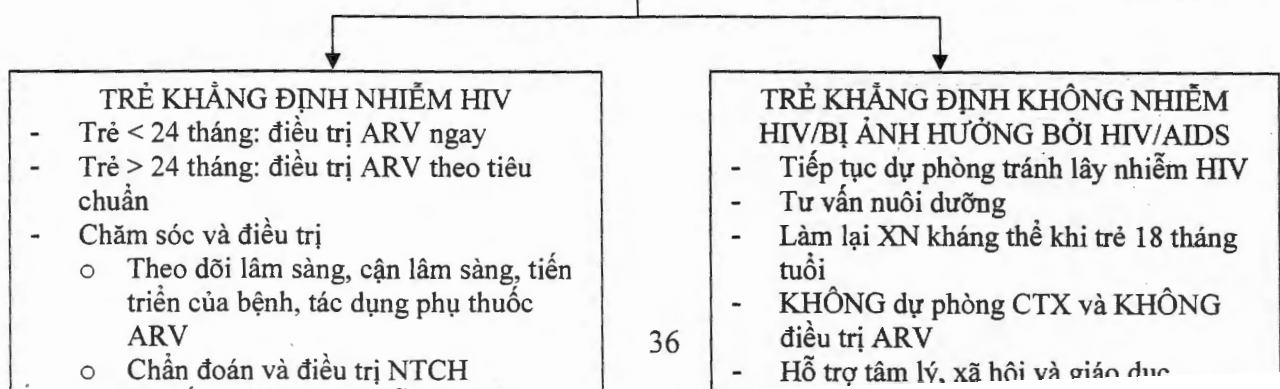 TRẺ KHẲNG ĐỊNH NHIỄM HIV
- Trẻ < 24 tháng: điều trị ARV ngay
- Trẻ > 24 tháng: điều trị ARV theo tiêu
chuẩn
- Chăm sóc và điều trị
o Theo dõi lâm sàng, cận lâm sàng, tiến
triển của bệnh, tác dụng phụ thuốc
ARV
o Chẩn đoán và điều trị NTCH
36
TRẺ KHẲNG ĐỊNH KHÔNG NHIỄM
HIV/BỊ ẢNH HƯỞNG BỞI HIV/AIDS
- Tiếp tục dự phòng tránh lây nhiễm HIV
- Tư vấn nuôi dưỡng
- Làm lại XN kháng thể khi trẻ 18 tháng
tuổi
- KHÔNG dự phòng CTX và KHÔNG
điều trị ARV
- Hỗ trợ tâm lý, xã hội và giáo dục